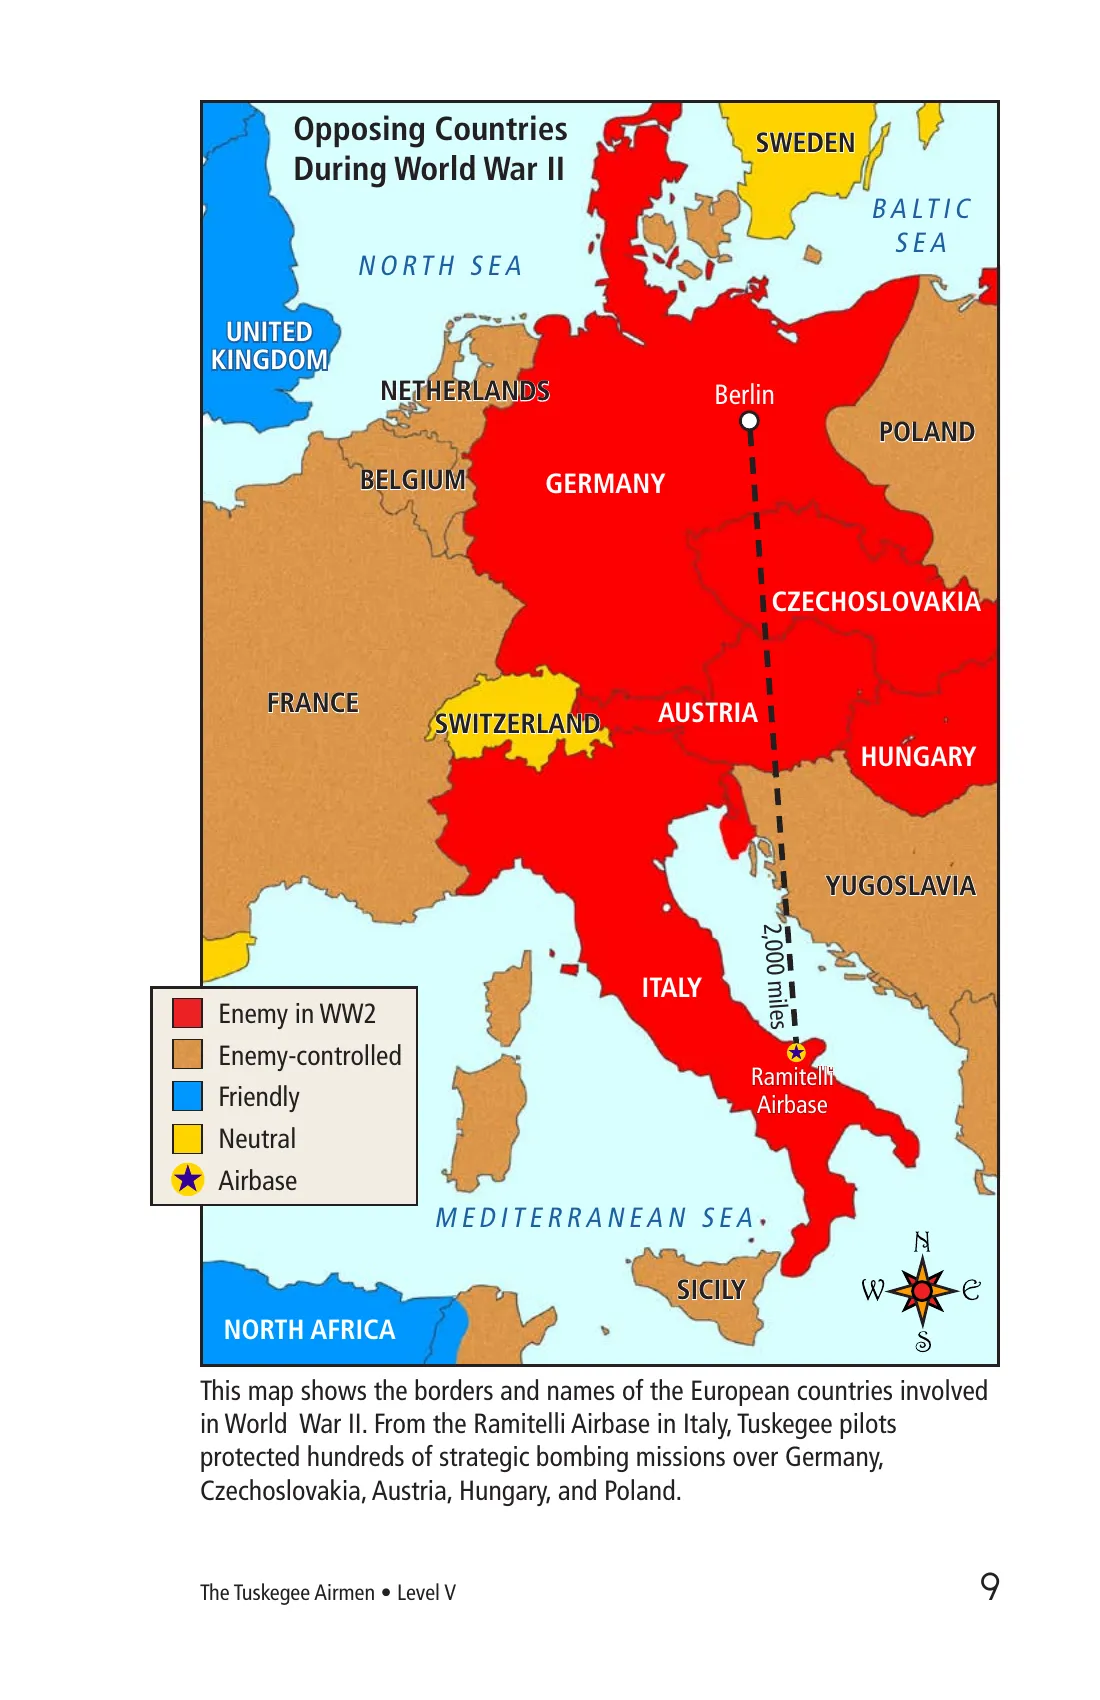 Opposing Countries
During World War II
SWEDEN
BALTIC
SEA
NORTH SEA
UNITED
KINGDOM
NETHERLANDS
Berlin
POLAND
BELGIUM
GERMANY
CZECHOSLOVAKIA
FRANCE
SWITZERLAND
AUSTRIA
HUNGARY
YUGOSLAVIA
2,000 miles
ITALY
Ramitelli
Airbase
Enemy in WW2
Enemy-controlled
Friendly
Neutral
Airbase
MEDITERRANEAN SEA
SICILY
NORTH AFRICA
N
W
E
S
This map shows the borders and names of the European countries involved
in World War II. From the Ramitelli Airbase in Italy, Tuskegee pilots
protected hundreds of strategic bombing missions over Germany,
Czechoslovakia, Austria, Hungary, and Poland.
The Tuskegee Airmen • Level V
9